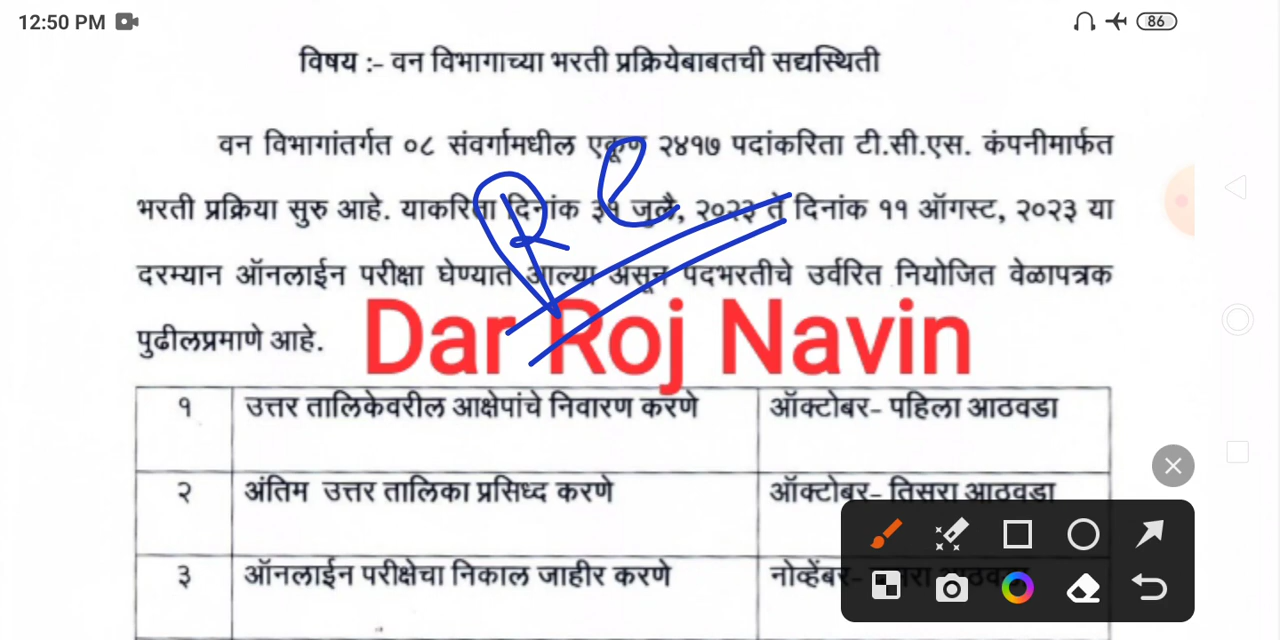 12:50 PM
86
विषय :- वन विभागाच्या भरती प्रक्रियेबाबतची सद्यस्थिती
वन विभागांतर्गत ०८ संवर्गामधील एकूण २४१७ पदांकरिता टी.सी.एस. कंपनीमार्फत
भरती प्रक्रिया सुरु आहे. याकरिता दिनांक ३१ जुलै, २०२३ ते दिनांक ११ ऑगस्ट, २०२३ या
दरम्यान ऑनलाईन परीक्षा घेण्यात आल्या असून पदभरतीचे उर्वरित नियोजित वेळापत्रक
पुढीलप्रमाणे आहे.
Re
Dar Roj Navin
१ उत्तर तालिकेवरील आक्षेपांचे निवारण करणे ऑक्टोबर- पहिला आठवडा
२ अंतिम उत्तर तालिका प्रसिध्द करणे ऑक्टोबर- तिसरा आठवडा
३ ऑनलाईन परीक्षेचा निकाल जाहीर करणे नोव्हेंबर- आठवडा